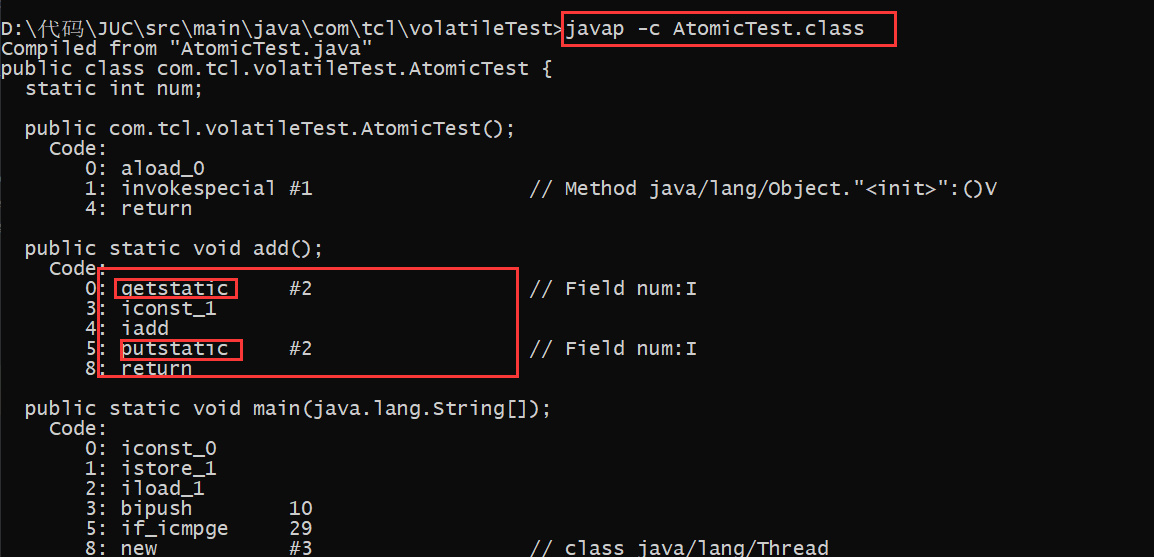 D:\代码\JUC\src\main\java\com\tcl\volatileTest>javap -c AtomicTest.class
Compiled from "AtomicTest.java"
public class com.tcl.volatileTest.AtomicTest {
  static int num;

  public com.tcl.volatileTest.AtomicTest();
    Code:
       0: aload_0
       1: invokespecial #1                  // Method java/lang/Object."<init>":()V
       4: return

  public static void add();
    Code:
       0: getstatic     #2                  // Field num:I
       3: iconst_1
       4: iadd
       5: putstatic     #2                  // Field num:I
       8: return

  public static void main(java.lang.String[]);
    Code:
       0: iconst_0
       1: istore_1
       2: iload_1
       3: bipush        10
       5: if_icmpge     29
       8: new           #3                  // class java/lang/Thread